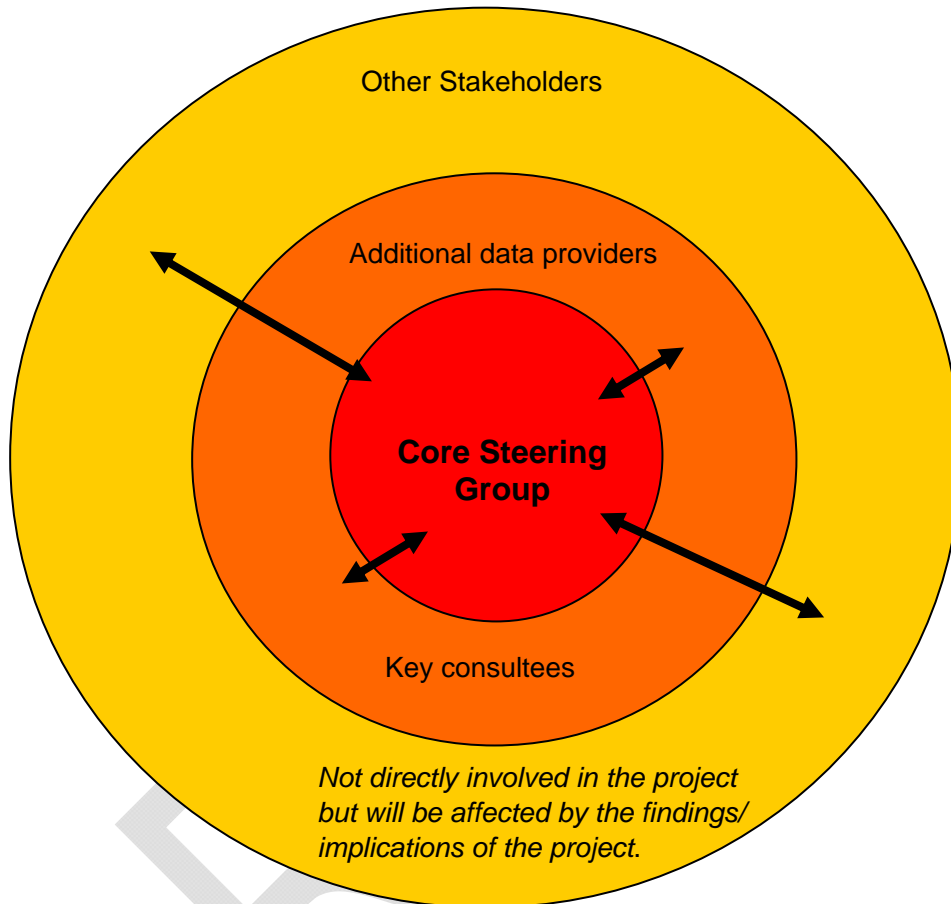 Other Stakeholders
Additional data providers
Core Steering
Group
Key consultees
Not directly involved in the project
but will be affected by the findings/
implications of the project.